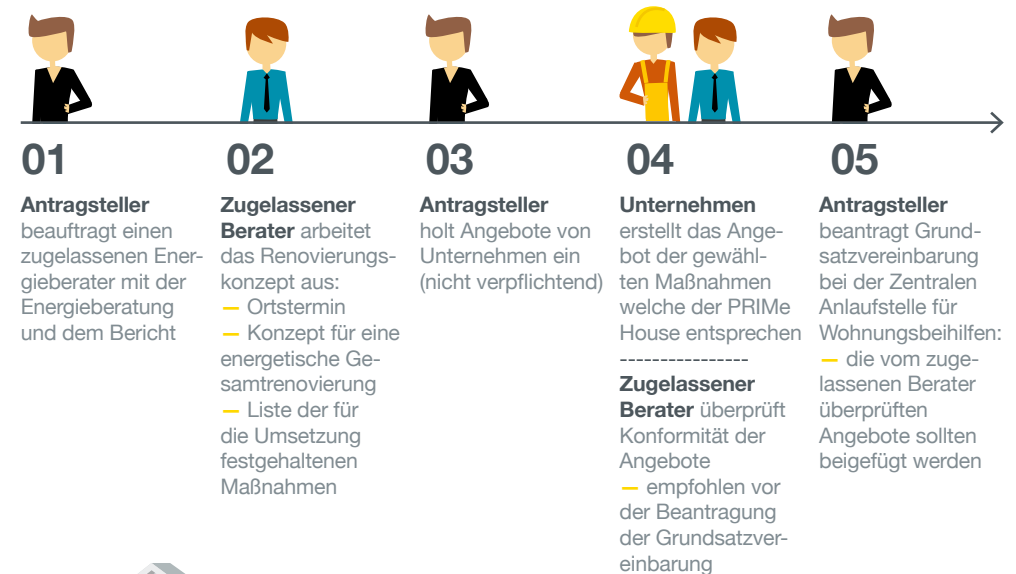 01
Antragsteller
beauftragt einen
zugelassenen Ener-
gieberater mit der
Energieberatung
und dem Bericht
02
Zugelassener
Berater arbeitet
das Renovierungs-
konzept aus:
— Ortstermin
— Konzept für eine
energetische Ge-
samtrenovierung
— Liste der für
die Umsetzung
festgehaltenen
Maßnahmen
03
Antragsteller
holt Angebote von
Unternehmen ein
(nicht verpflichtend)
04
Unternehmen
erstellt das Ange-
bot der gewähl-
ten Maßnahmen
welche der PRIMe
House entsprechen
----------------
Zugelassener
Berater überprüft
Konformität der
Angebote
— empfohlen vor
der Beantragung
der Grundsatzver-
einbarung
05
Antragsteller
beantragt Grund-
satzvereinbarung
bei der Zentralen
Anlaufstelle für
Wohnungsbeihilfen:
— die vom zuge-
lassenen Berater
überprüften
Angebote sollten
beigefügt werden